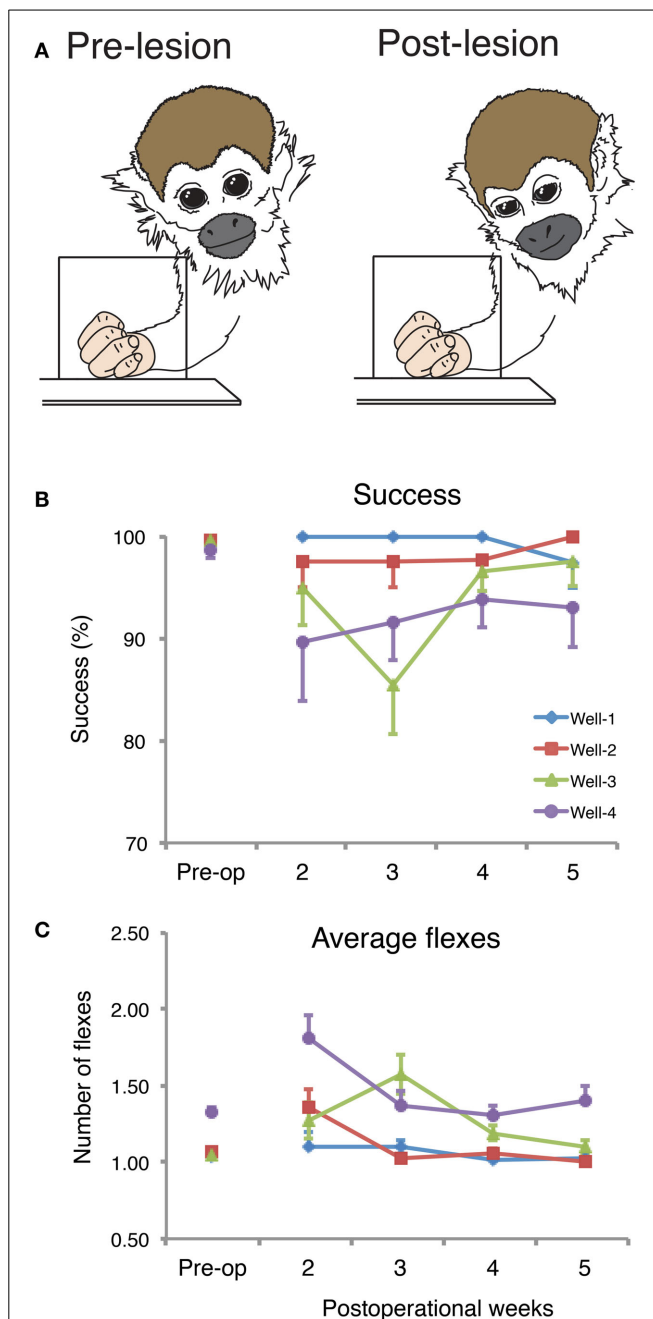 A Pre-lesion Post-lesion
B Success
Success (%)
100
90
80
70
Well-1
Well-2
Well-3
Well-4
Pre-op 2 3 4 5
C Average flexes
Number of flexes
2.50
2.00
1.50
1.00
0.50
Pre-op 2 3 4 5
Postoperational weeks